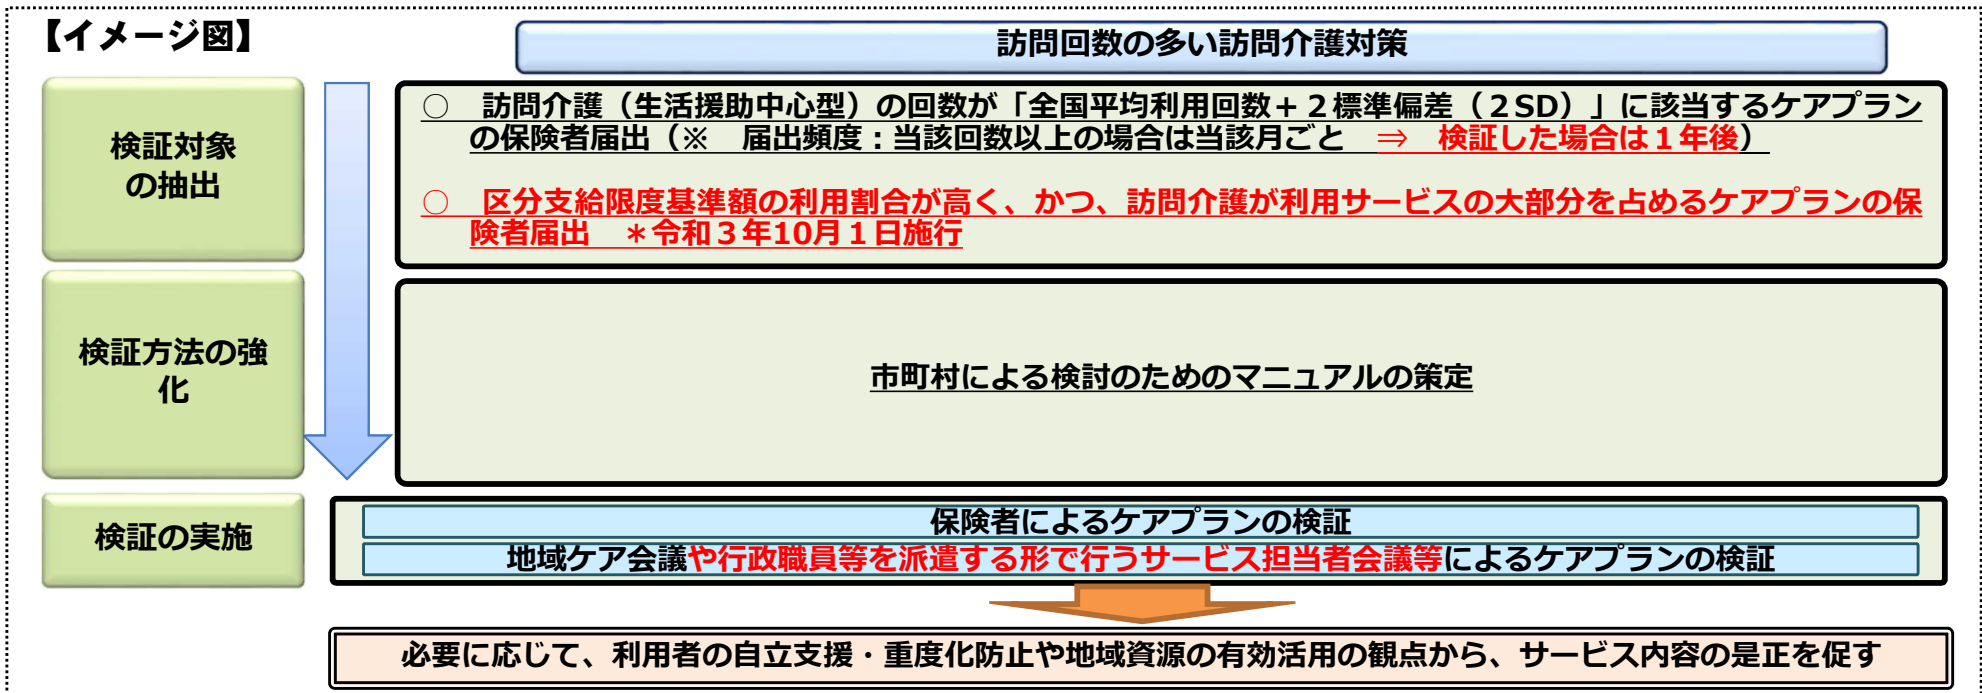 【イメージ図】
訪問回数の多い訪問介護対策
検証対象
の抽出
○　訪問介護（生活援助中心型）の回数が「全国平均利用回数＋２標準偏差（２SD）」に該当するケアプラン
の保険者届出（※　届出頻度：当該回数以上の場合は当該月ごと　⇒　検証した場合は１年後）
○　区分支給限度基準額の利用割合が高く、かつ、訪問介護が利用サービスの大部分を占めるケアプランの保
険者届出　＊令和３年10月１日施行
検証方法の強
化
市町村による検討のためのマニュアルの策定
検証の実施
保険者によるケアプランの検証
地域ケア会議や行政職員等を派遣する形で行うサービス担当者会議等によるケアプランの検証
必要に応じて、利用者の自立支援・重度化防止や地域資源の有効活用の観点から、サービス内容の是正を促す